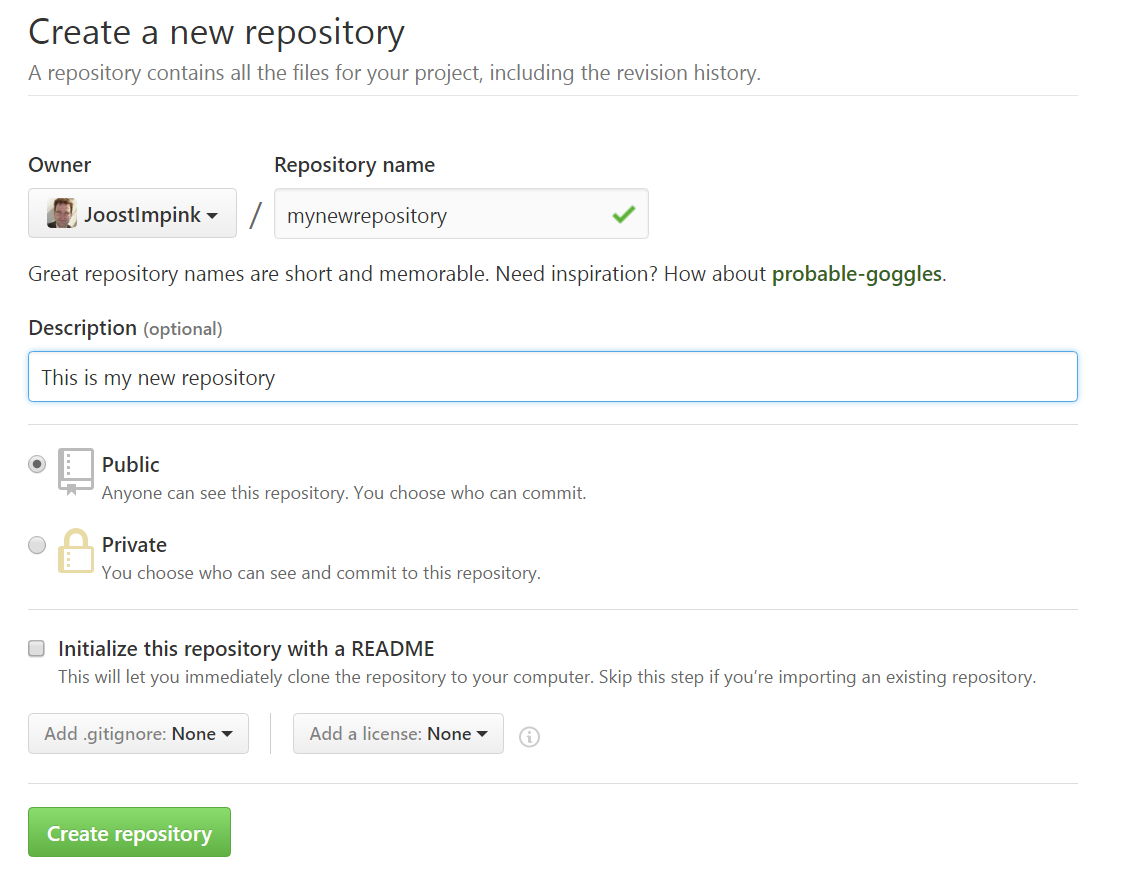 Create a new repository
A repository contains all the files for your project, including the revision history.
Owner
Repository name
JoostImpink
/
mynewrepository
Great repository names are short and memorable. Need inspiration? How about probable-goggles.
Description (optional)
This is my new repository
Public
Anyone can see this repository. You choose who can commit.
Private
You choose who can see and commit to this repository.
Initialize this repository with a README
This will let you immediately clone the repository to your computer. Skip this step if you’re importing an existing repository.
Add .gitignore: None
Add a license: None
Create repository